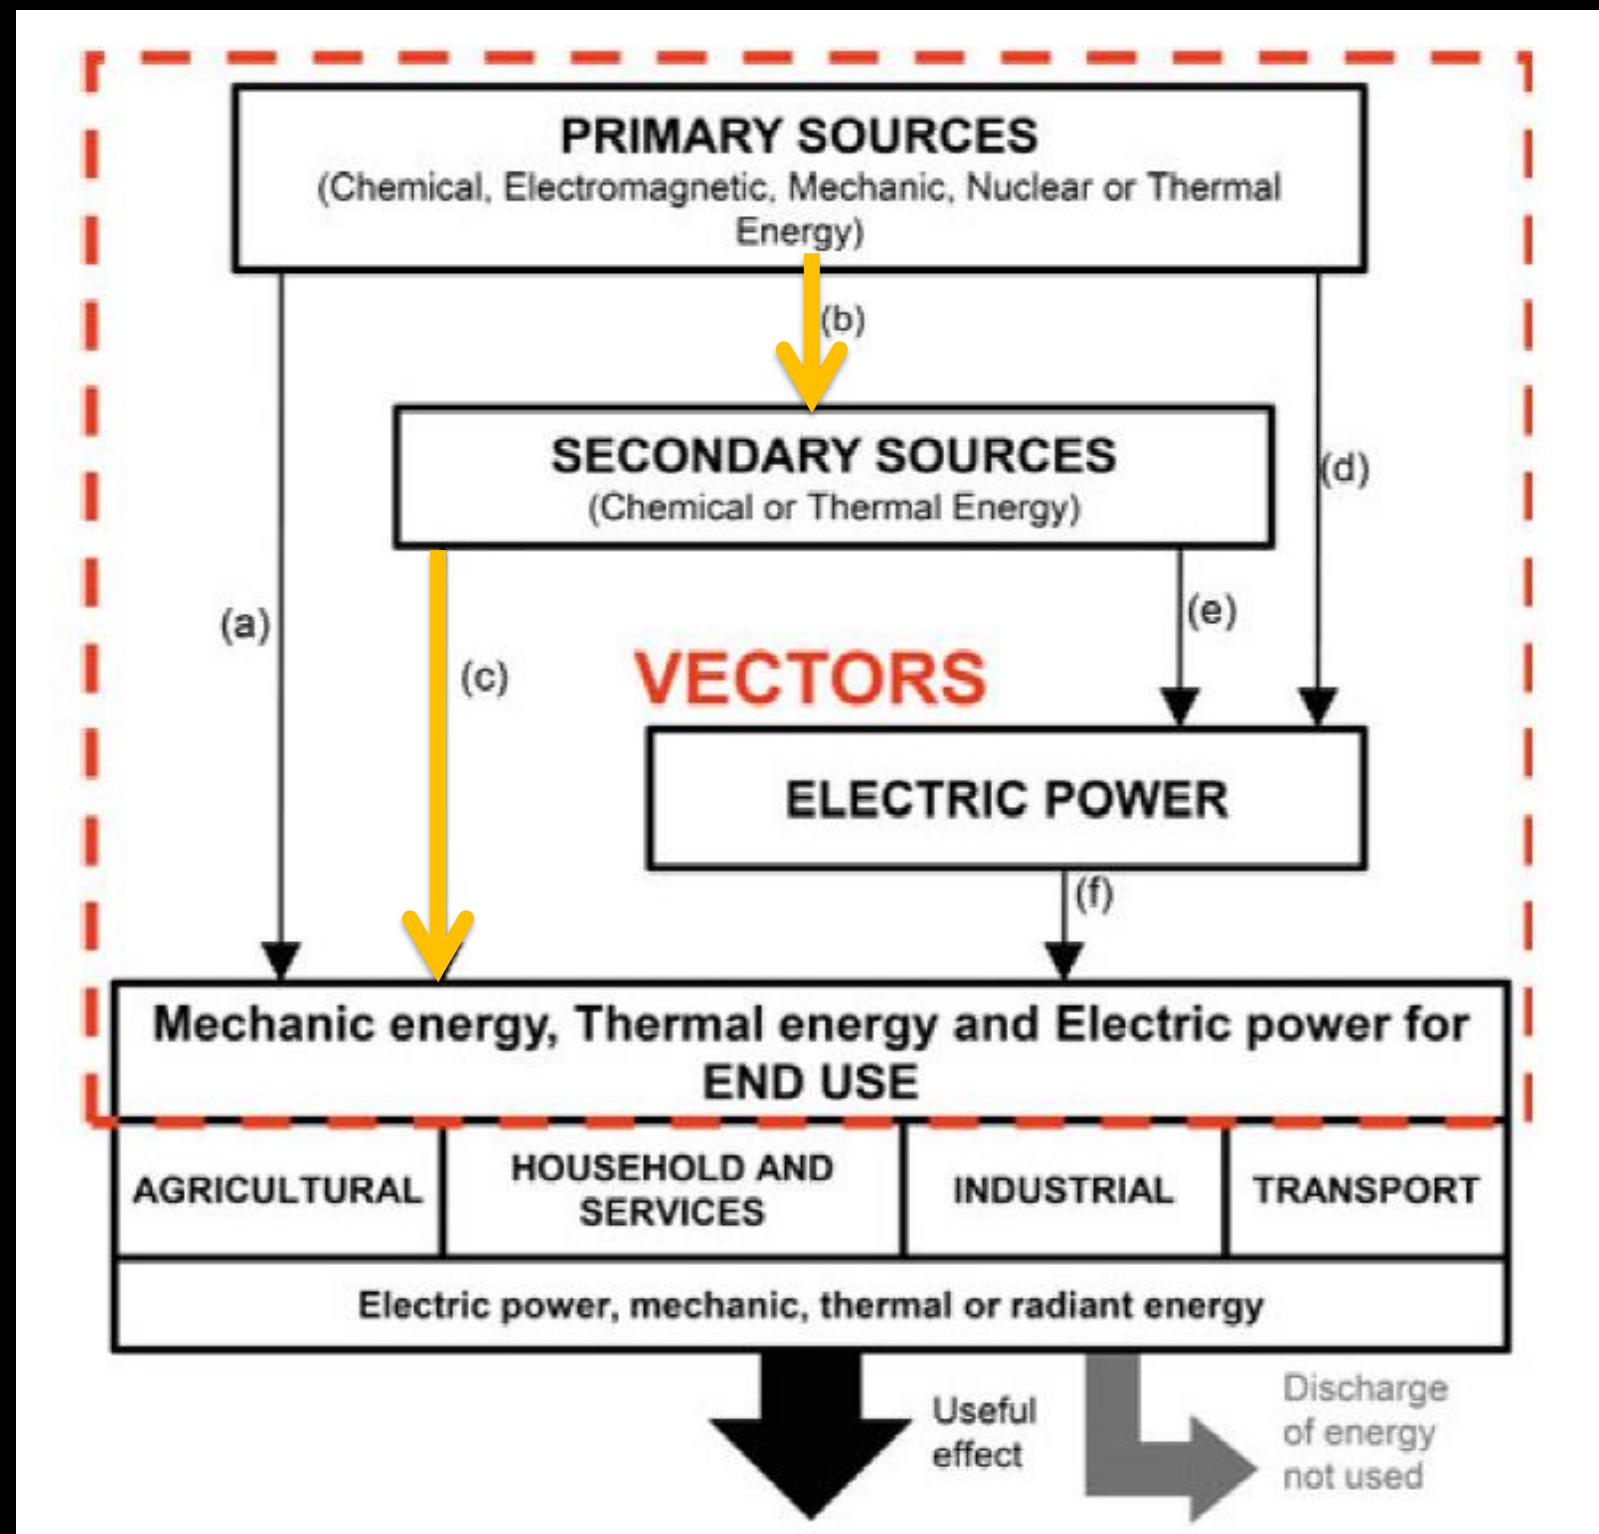 PRIMARY SOURCES
(Chemical, Electromagnetic, Mechanic, Nuclear or Thermal
Energy)
(b)
SECONDARY SOURCES
(Chemical or Thermal Energy)
(d)
(a)
(e)
(c)
VECTORS
ELECTRIC POWER
(f)
Mechanic energy, Thermal energy and Electric power for
END USE
AGRICULTURAL
HOUSEHOLD AND
SERVICES
INDUSTRIAL
TRANSPORT
Electric power, mechanic, thermal or radiant energy
Useful
effect
Discharge
of energy
not used